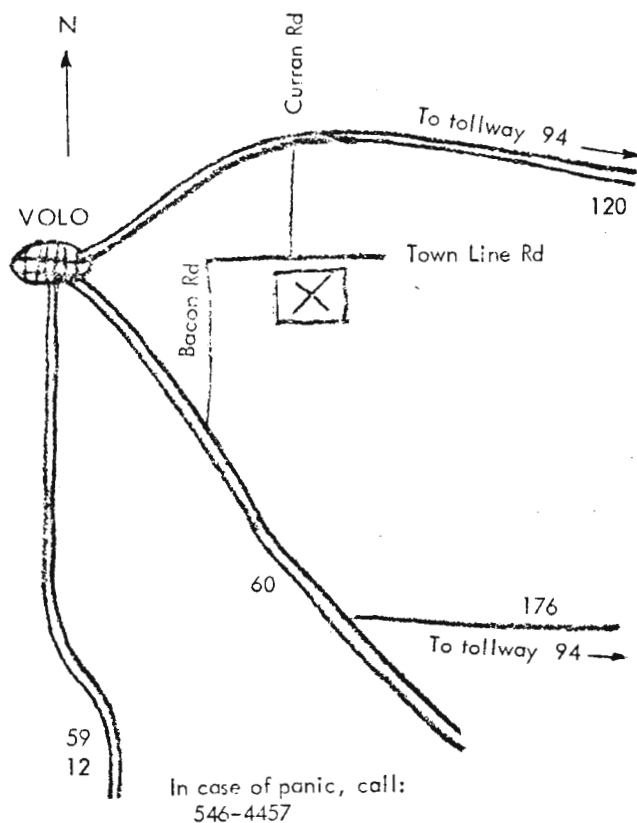 N
Curran Rd
To tollway 94
120
VOLO
Town Line Rd
Bacon Rd
60
176
To tollway 94
59
12
In case of panic, call:
546-4457